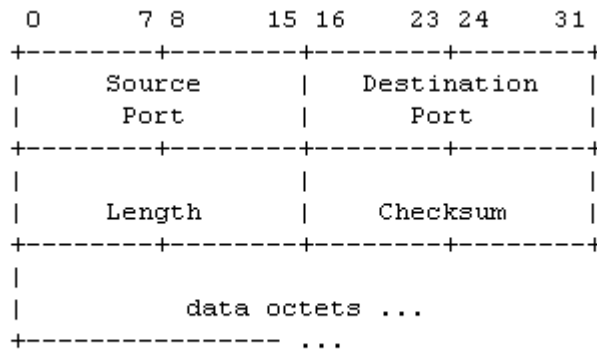 0 7 8 15 16 23 24 31
+--------+--------+--------+--------+
| Source | Destination |
| Port | Port |
+--------+--------+--------+--------+
| | |
| Length | Checksum |
+--------+--------+--------+--------+
|
| data octets ...
+---------------- ...